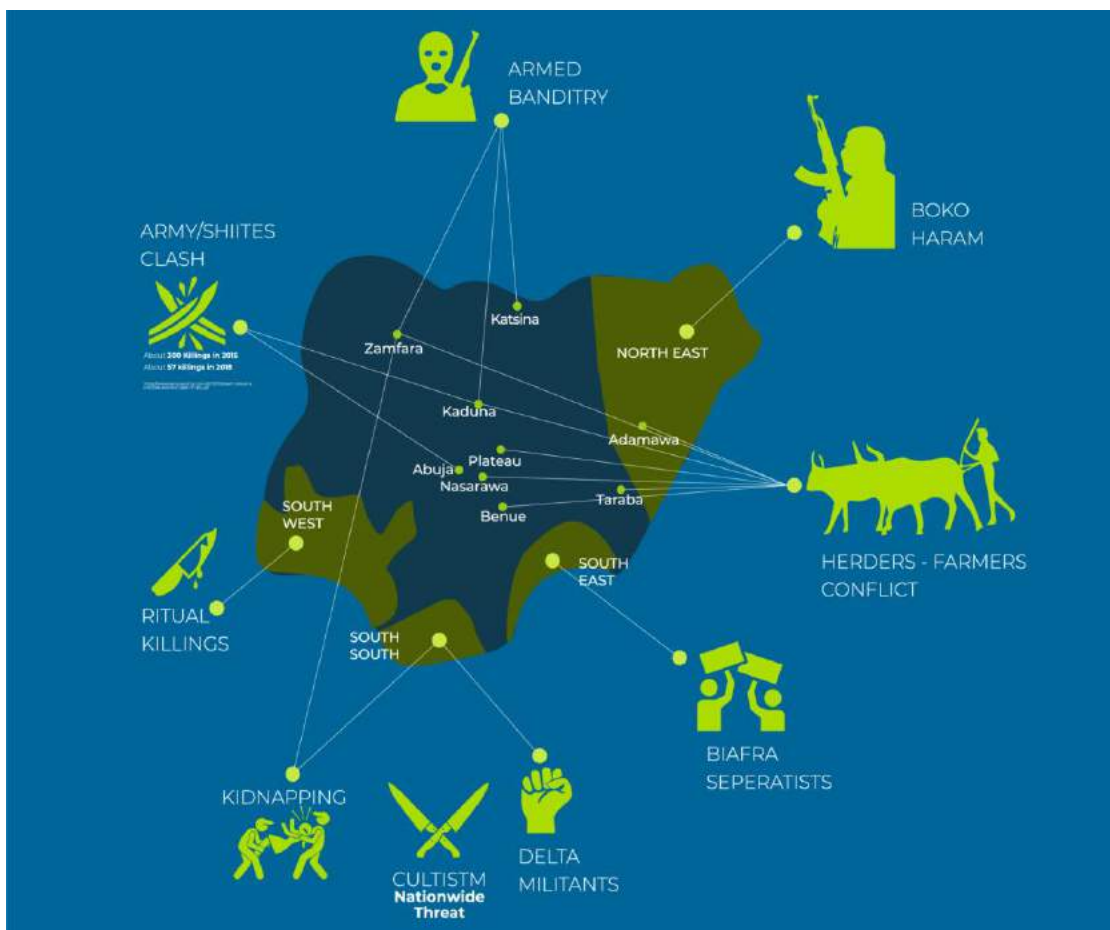 ARMED
BANDITRY
BOKO
HARAM
ARMY/SHIITES
CLASH
About 300 Killings in 2015
About 57 killings in 2018
Katsina
Zamfara
NORTH EAST
Kaduna
Adamawa
Plateau
Abuja
Nasarawa
Taraba
Benue
SOUTH
WEST
SOUTH
EAST
HERDERS - FARMERS
CONFLICT
RITUAL
KILLINGS
SOUTH
SOUTH
BIAFRA
SEPERATISTS
KIDNAPPING
CULTISTM
Nationwide
Threat
DELTA
MILITANTS